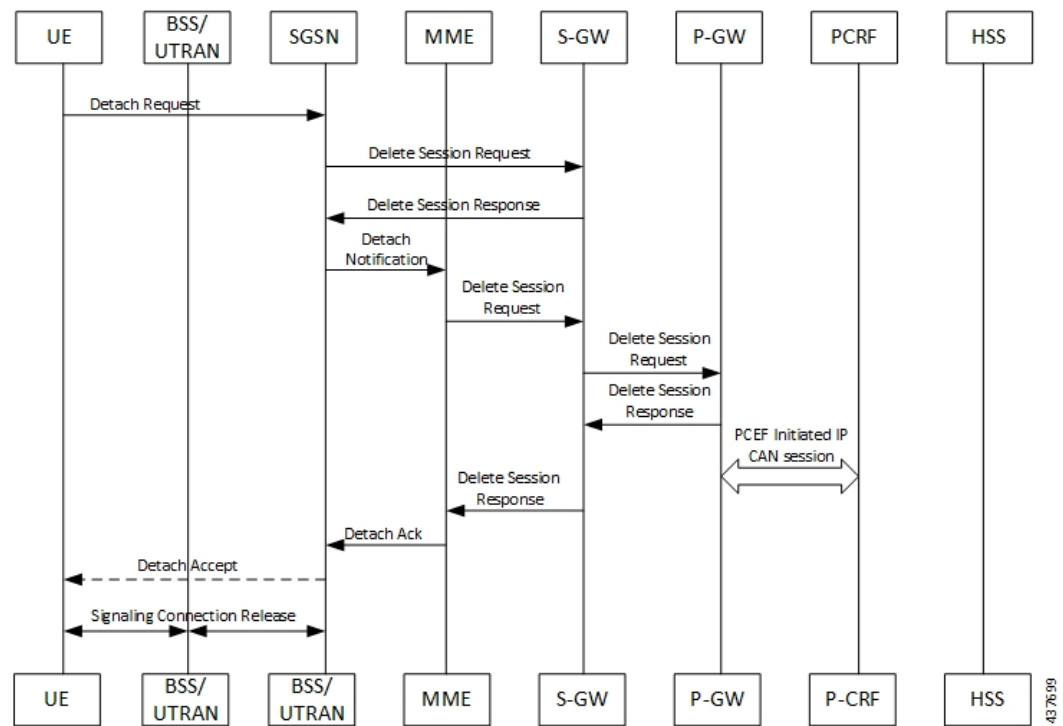 UE
BSS/
UTRAN
SGSN
MME
S-GW
P-GW
PCRF
HSS
Detach Request
Delete Session Request
Delete Session Response
Detach
Notification
Delete Session
Request
Delete Session
Request
Delete Session
Response
PCEF Initiated IP
CAN session
Delete Session
Response
Detach Ack
Detach Accept
Signaling Connection Release
UE
BSS/
UTRAN
BSS/
UTRAN
MME
S-GW
P-GW
P-CRF
HSS
437699